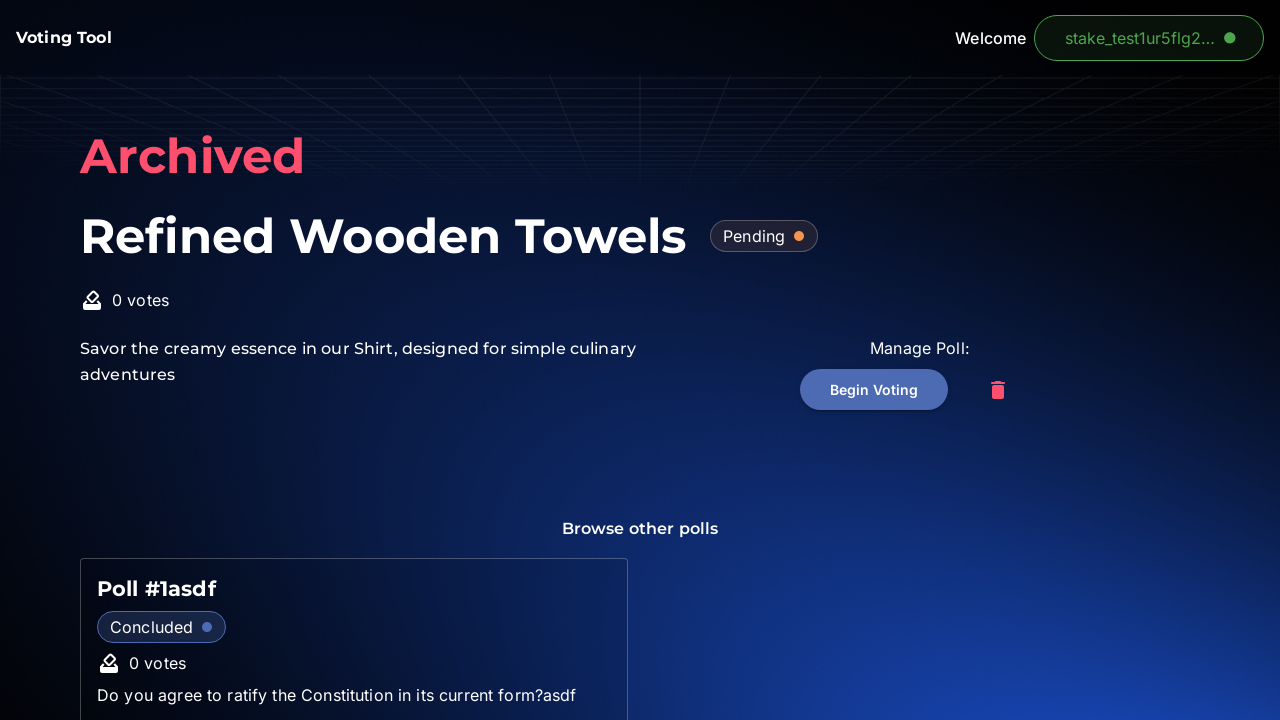 Voting Tool
Welcome
stake_test1ur5flg2...
Archived
Refined Wooden Towels
Pending
0 votes
Savor the creamy essence in our Shirt, designed for simple culinary
adventures
Manage Poll:
Begin Voting
Browse other polls
Poll #1asdf
Concluded
0 votes
Do you agree to ratify the Constitution in its current form?asdf